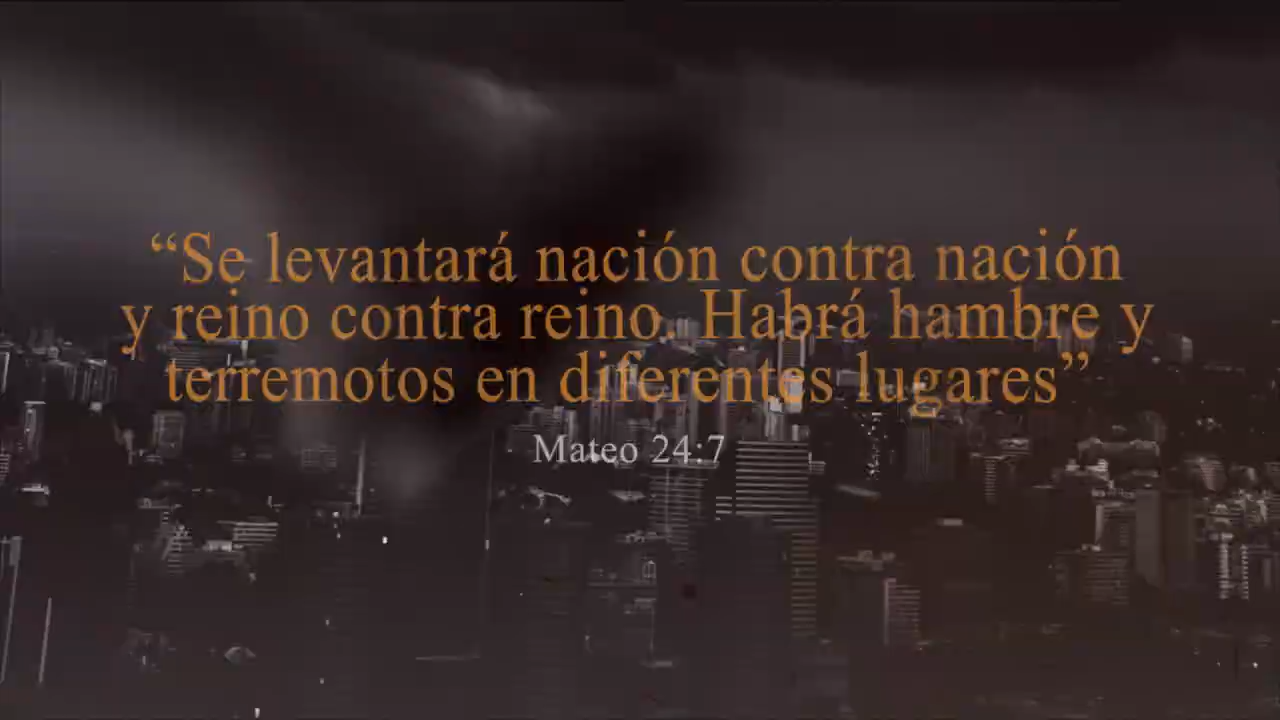 “Se levantará nación contra nación
y reino contra reino. Habrá hambre y
terremotos en diferentes lugares”
Mateo 24:7